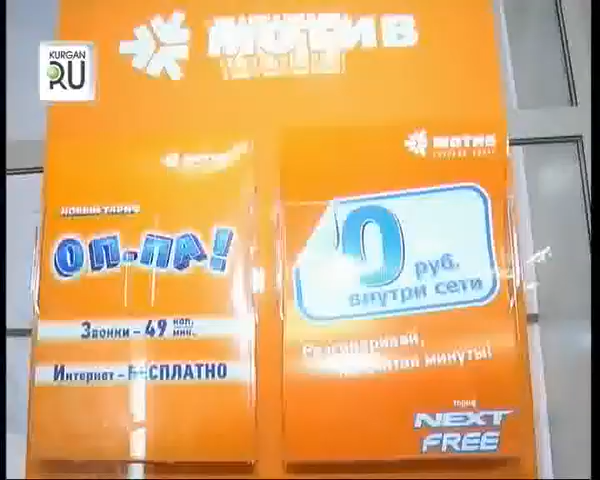 KURGAN
RU
МОТИВ
НОВЫЙ ТАРИФ
ОП-ПА!
Звонки – 49 коп. мин.
Интернет – БЕСПЛАТНО
МОТИВ
0 руб.
внутри сети
Разговаривай,
минуты!
тариф
NEXT
FREE